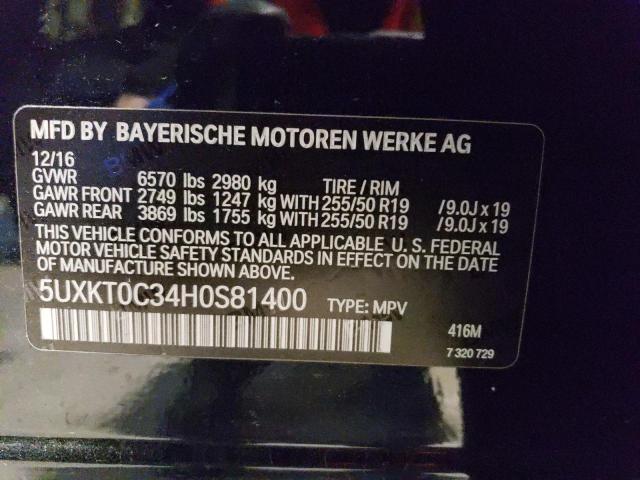 MFD BY BAYERISCHE MOTOREN WERKE AG
12/16
GVWR 6570 lbs 2980 kg TIRE / RIM
GAWR FRONT 2749 lbs 1247 kg WITH 255/50 R19 /9.0J x 19
GAWR REAR 3869 lbs 1755 kg WITH 255/50 R19 /9.0J x 19
THIS VEHICLE CONFORMS TO ALL APPLICABLE U. S. FEDERAL
MOTOR VEHICLE SAFETY STANDARDS IN EFFECT ON THE DATE
OF MANUFACTURE SHOWN ABOVE.
5UXKT0C34H0S81400 TYPE: MPV
416M
7 320 729